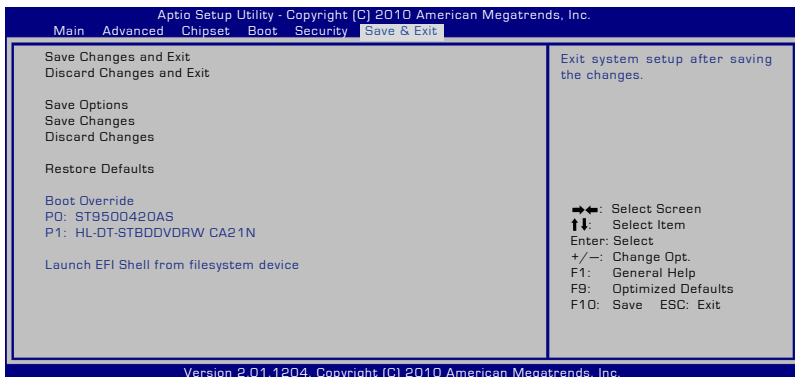 Aptio Setup Utility - Copyright (C) 2010 American Megatrends, Inc.
Main Advanced Chipset Boot Security Save & Exit
Save Changes and Exit
Discard Changes and Exit
Save Options
Save Changes
Discard Changes
Restore Defaults
Boot Override
P0: ST9500420AS
P1: HL-DT-STBDDVDRW CA21N
Launch EFI Shell from filesystem device
Exit system setup after saving
the changes.
→←: Select Screen
↑↓: Select Item
Enter: Select
+/—: Change Opt.
F1: General Help
F9: Optimized Defaults
F10: Save ESC: Exit
Version 2.01.1204. Copyright (C) 2010 American Megatrends, Inc.